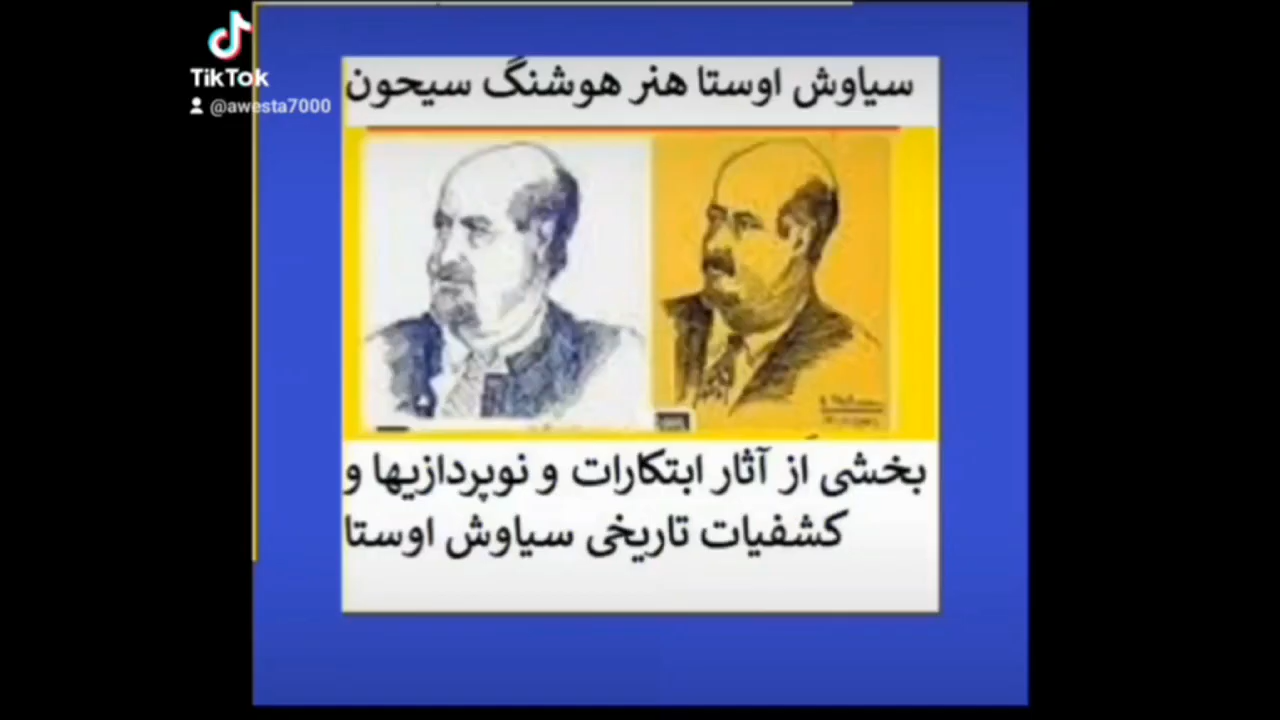 TikTok
@awesta7000
سیاوش اوستا هنر هوشنگ سیحون
بخشی از آثار ابتکارات و نوپردازیها و
کشفیات تاریخی سیاوش اوستا